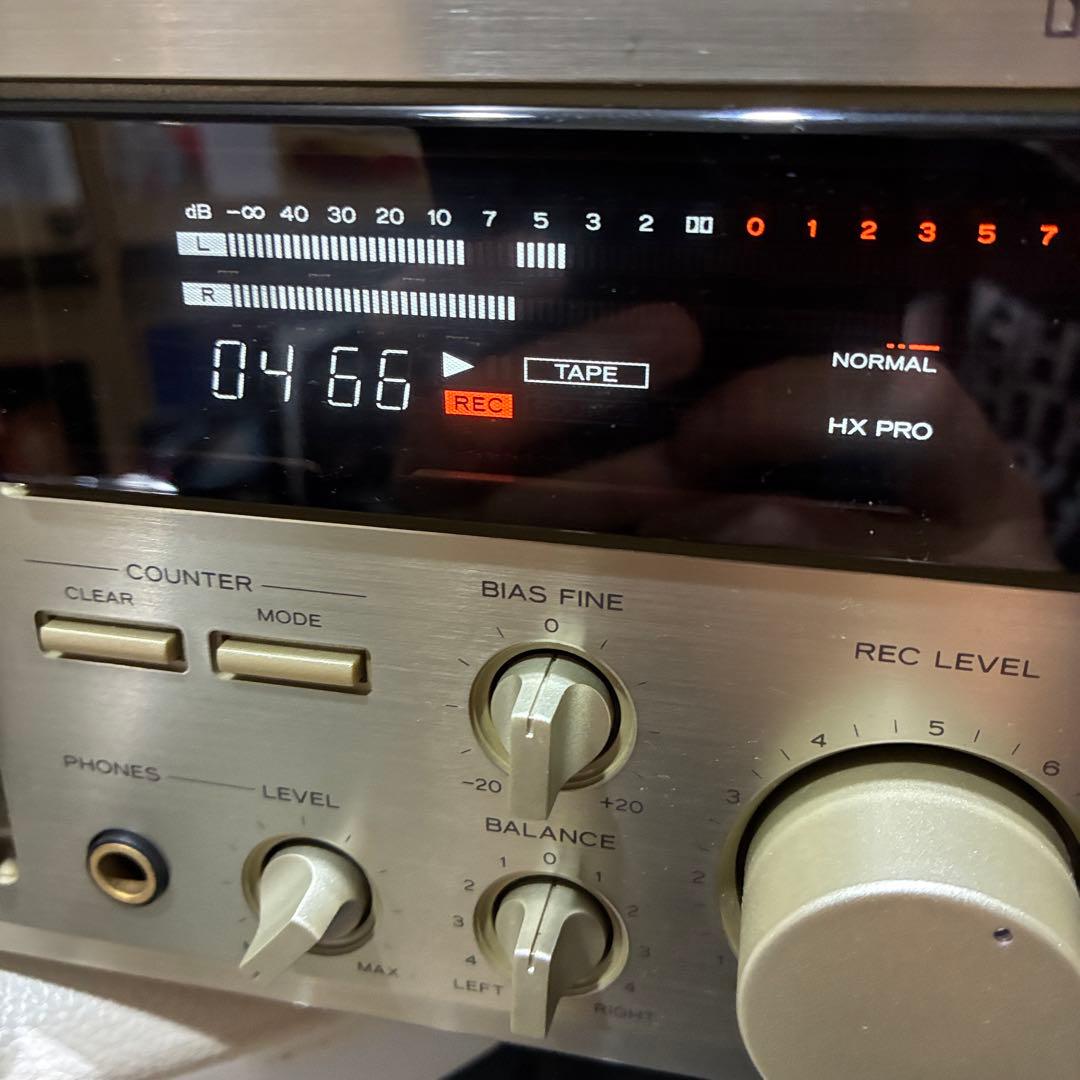 dB -∞ 40 30 20 10 7 5 3 2 0 1 2 3 5 7
L
R
0466 TAPE NORMAL
REC HX PRO
COUNTER
CLEAR MODE
BIAS FINE
0
-20 +20
REC LEVEL
1 2 3 4 5 6
PHONES LEVEL
MAX
BALANCE
4 3 2 1 0 1 2 3 4
LEFT RIGHT